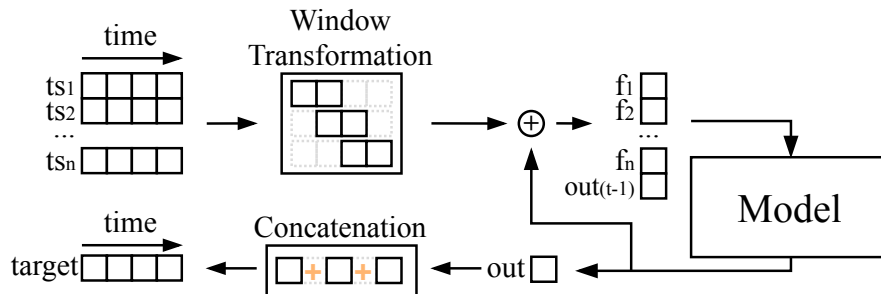 time
Window
Transformation
ts1
ts2
...
tsn
+
f1
f2
...
fn
out(t-1)
Model
time
target
Concatenation
+ +
out